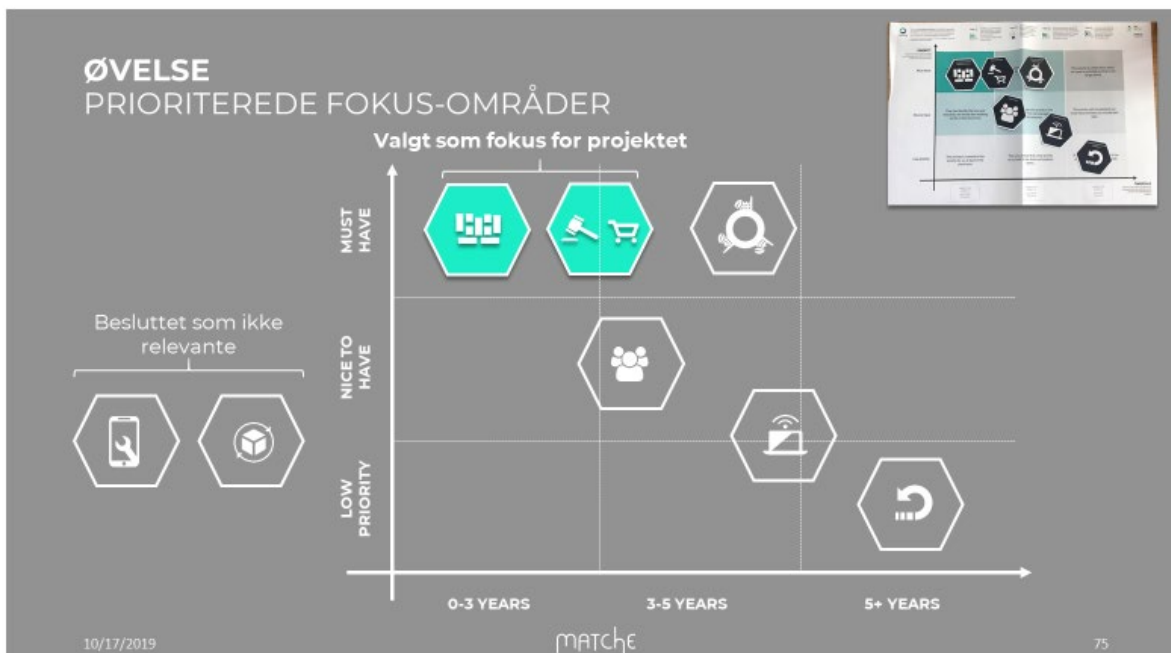 ØVELSE
PRIORITEREDE FOKUS-OMRÅDER
Valgt som fokus for projektet
MUST
HAVE
Besluttet som ikke
relevante
NICE TO
HAVE
LOW
PRIORITY
0-3 YEARS
3-5 YEARS
5+ YEARS
10/17/2019
MATChE
75